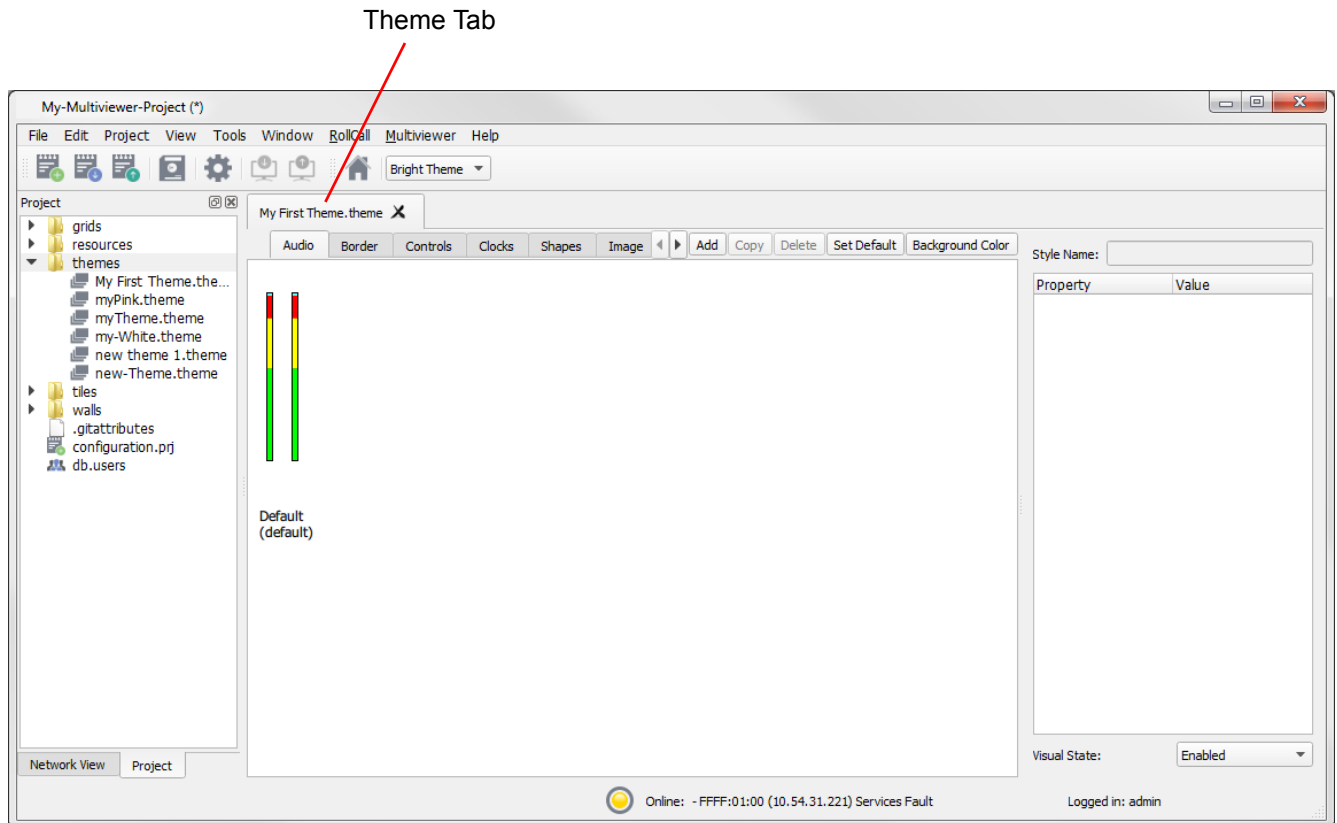 Theme Tab
My-Multiviewer-Project (*)
File Edit Project View Tools Window RollCall Multiviewer Help
Bright Theme
Project
grids
resources
themes
My First Theme.the...
myPink.theme
myTheme.theme
my-White.theme
new theme 1.theme
new-Theme.theme
tiles
walls
.gitattributes
configuration.prj
db.users
Network View Project
My First Theme.theme
Audio Border Controls Clocks Shapes Image Add Copy Delete Set Default Background Color
Default
(default)
Style Name:
Property Value
Visual State: Enabled
Online: - FFFF:01:00 (10.54.31.221) Services Fault Logged in: admin